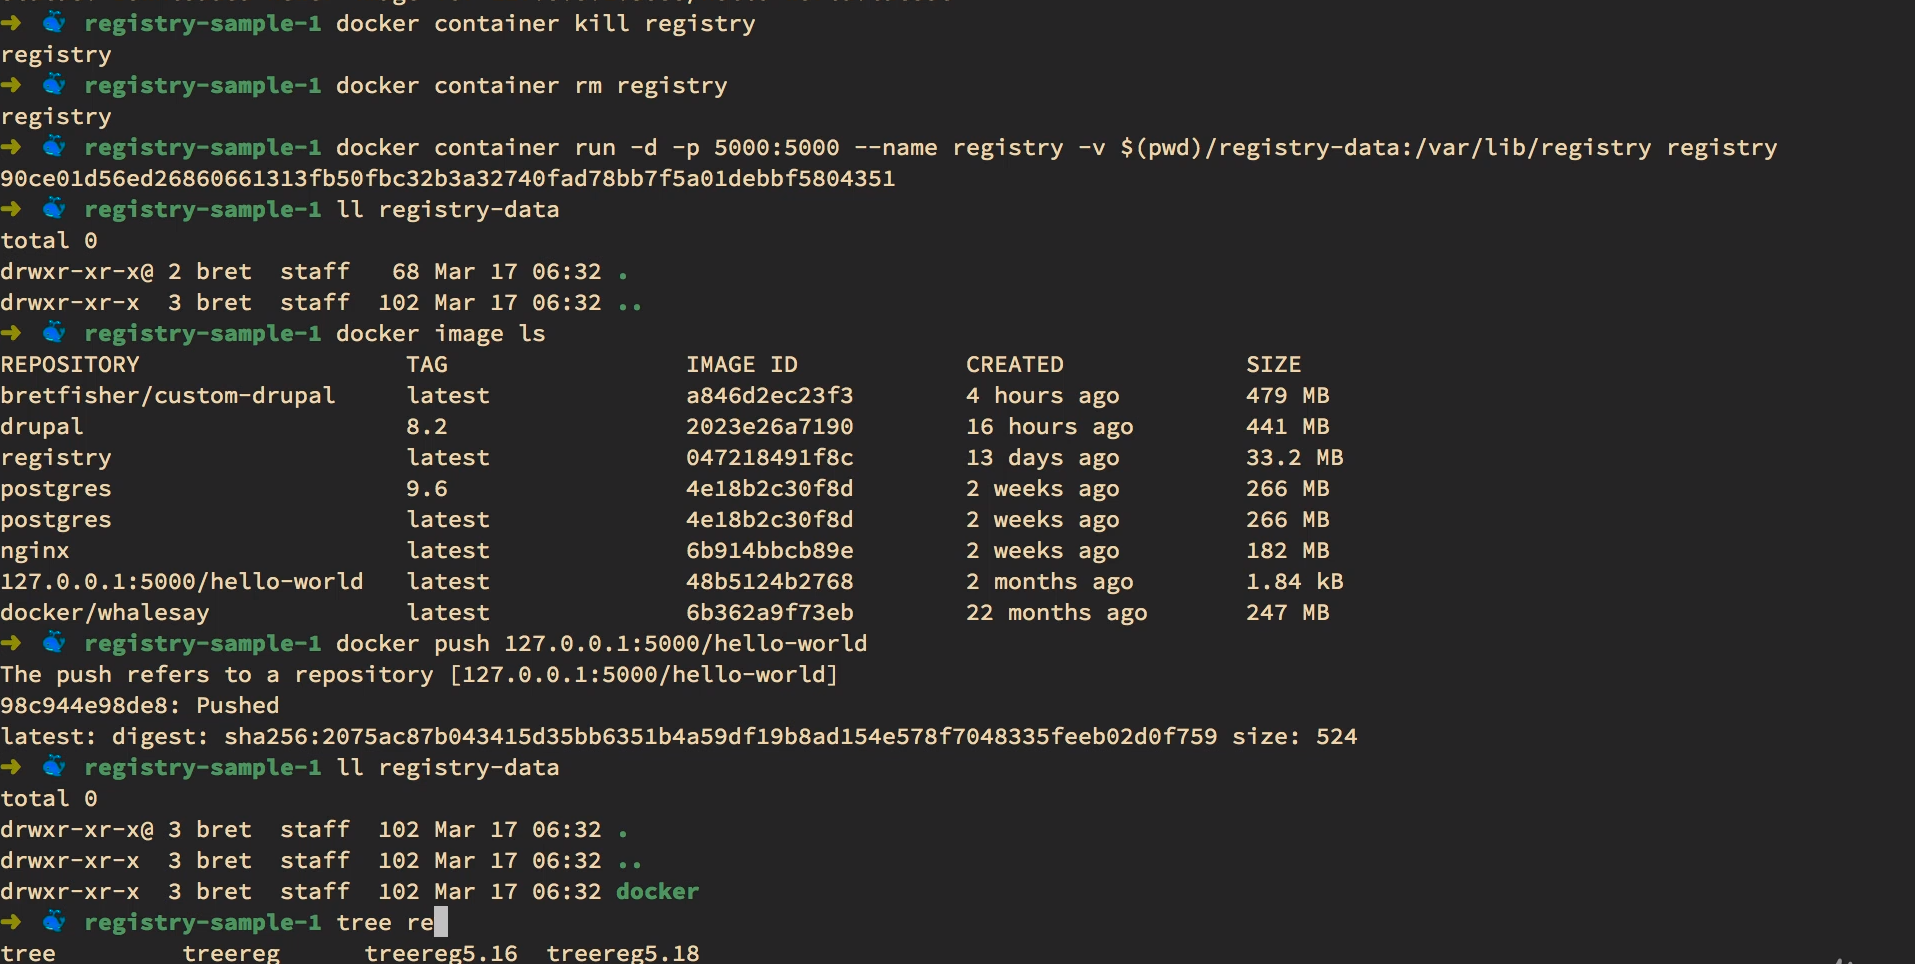 → registry-sample-1 docker container kill registry
registry
→ registry-sample-1 docker container rm registry
registry
→ registry-sample-1 docker container run -d -p 5000:5000 --name registry -v $(pwd)/registry-data:/var/lib/registry registry
90ce01d56ed26860661313fb50fbc32b3a32740fad78bb7f5a01debbf5804351
→ registry-sample-1 ll registry-data
total 0
drwxr-xr-x@ 2 bret  staff   68 Mar 17 06:32 .
drwxr-xr-x  3 bret  staff  102 Mar 17 06:32 ..
→ registry-sample-1 docker image ls
REPOSITORY                   TAG                 IMAGE ID            CREATED             SIZE
bretfisher/custom-drupal     latest              a846d2ec23f3        4 hours ago         479 MB
drupal                       8.2                 2023e26a7190        16 hours ago        441 MB
registry                     latest              047218491f8c        13 days ago         33.2 MB
postgres                     9.6                 4e18b2c30f8d        2 weeks ago         266 MB
postgres                     latest              4e18b2c30f8d        2 weeks ago         266 MB
nginx                        latest              6b914bbcb89e        2 weeks ago         182 MB
127.0.0.1:5000/hello-world   latest              48b5124b2768        2 months ago        1.84 kB
docker/whalesay              latest              6b362a9f73eb        22 months ago       247 MB
→ registry-sample-1 docker push 127.0.0.1:5000/hello-world
The push refers to a repository [127.0.0.1:5000/hello-world]
98c944e98de8: Pushed
latest: digest: sha256:2075ac87b043415d35bb6351b4a59df19b8ad154e578f7048335feeb02d0f759 size: 524
→ registry-sample-1 ll registry-data
total 0
drwxr-xr-x@ 3 bret  staff  102 Mar 17 06:32 .
drwxr-xr-x  3 bret  staff  102 Mar 17 06:32 ..
drwxr-xr-x  3 bret  staff  102 Mar 17 06:32 docker
→ registry-sample-1 tree re
tree         treereg      treereg5.16  treereg5.18